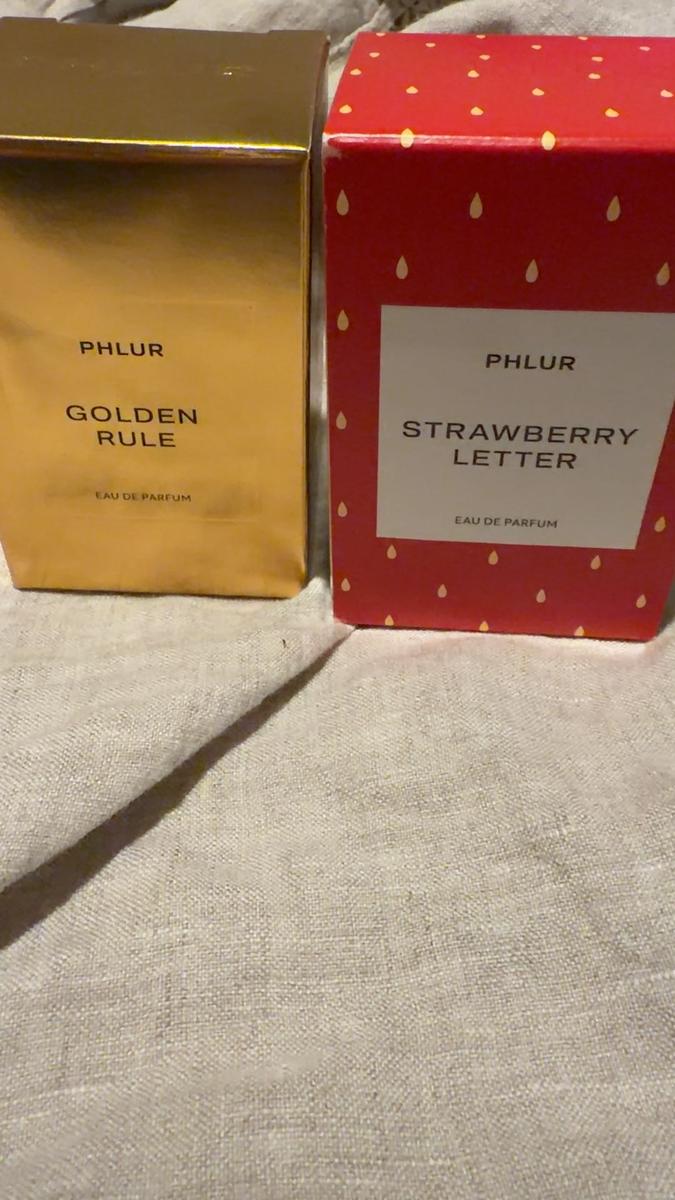 PHLUR
GOLDEN
RULE
EAU DE PARFUM
PHLUR
STRAWBERRY
LETTER
EAU DE PARFUM